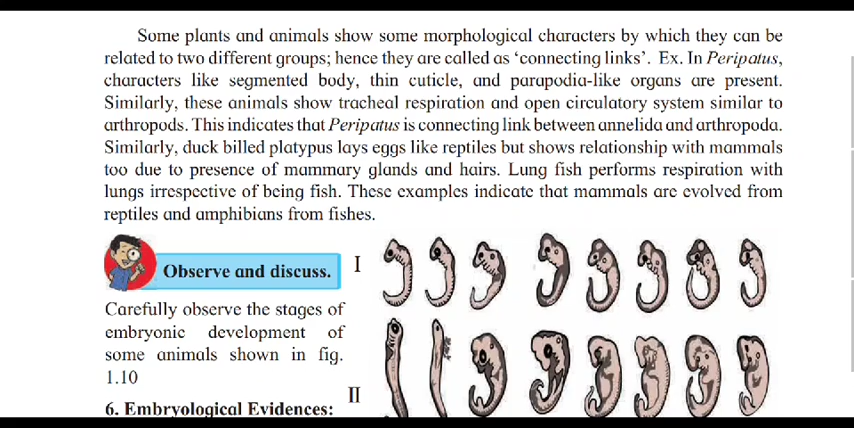 Some plants and animals show some morphological characters by which they can be
related to two different groups; hence they are called as ‘connecting links’. Ex. In Peripatus,
characters like segmented body, thin cuticle, and parapodia-like organs are present.
Similarly, these animals show tracheal respiration and open circulatory system similar to
arthropods. This indicates that Peripatus is connecting link between annelida and arthropoda.
Similarly, duck billed platypus lays eggs like reptiles but shows relationship with mammals
too due to presence of mammary glands and hairs. Lung fish performs respiration with
lungs irrespective of being fish. These examples indicate that mammals are evolved from
reptiles and amphibians from fishes.
Observe and discuss.
I
Carefully observe the stages of
embryonic development of
some animals shown in fig.
1.10
II
6. Embryological Evidences: